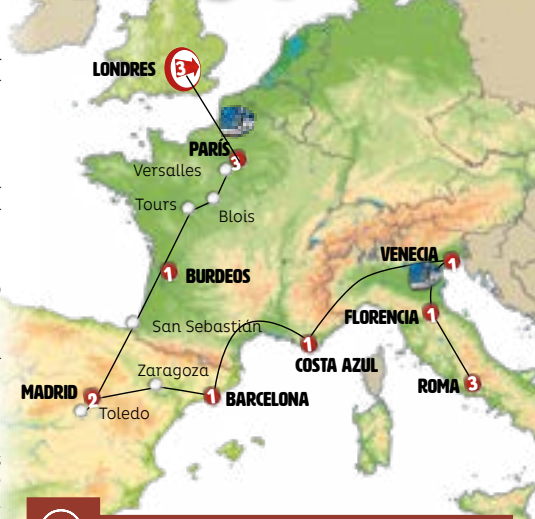 LONDRES 3
PARÍS 3
Versalles
Tours
Blois
1 BURDEOS
VENECIA 1
San Sebastián
FLORENCIA 1
1
COSTA AZUL
Zaragoza
MADRID 2
Toledo
1 BARCELONA
ROMA 3